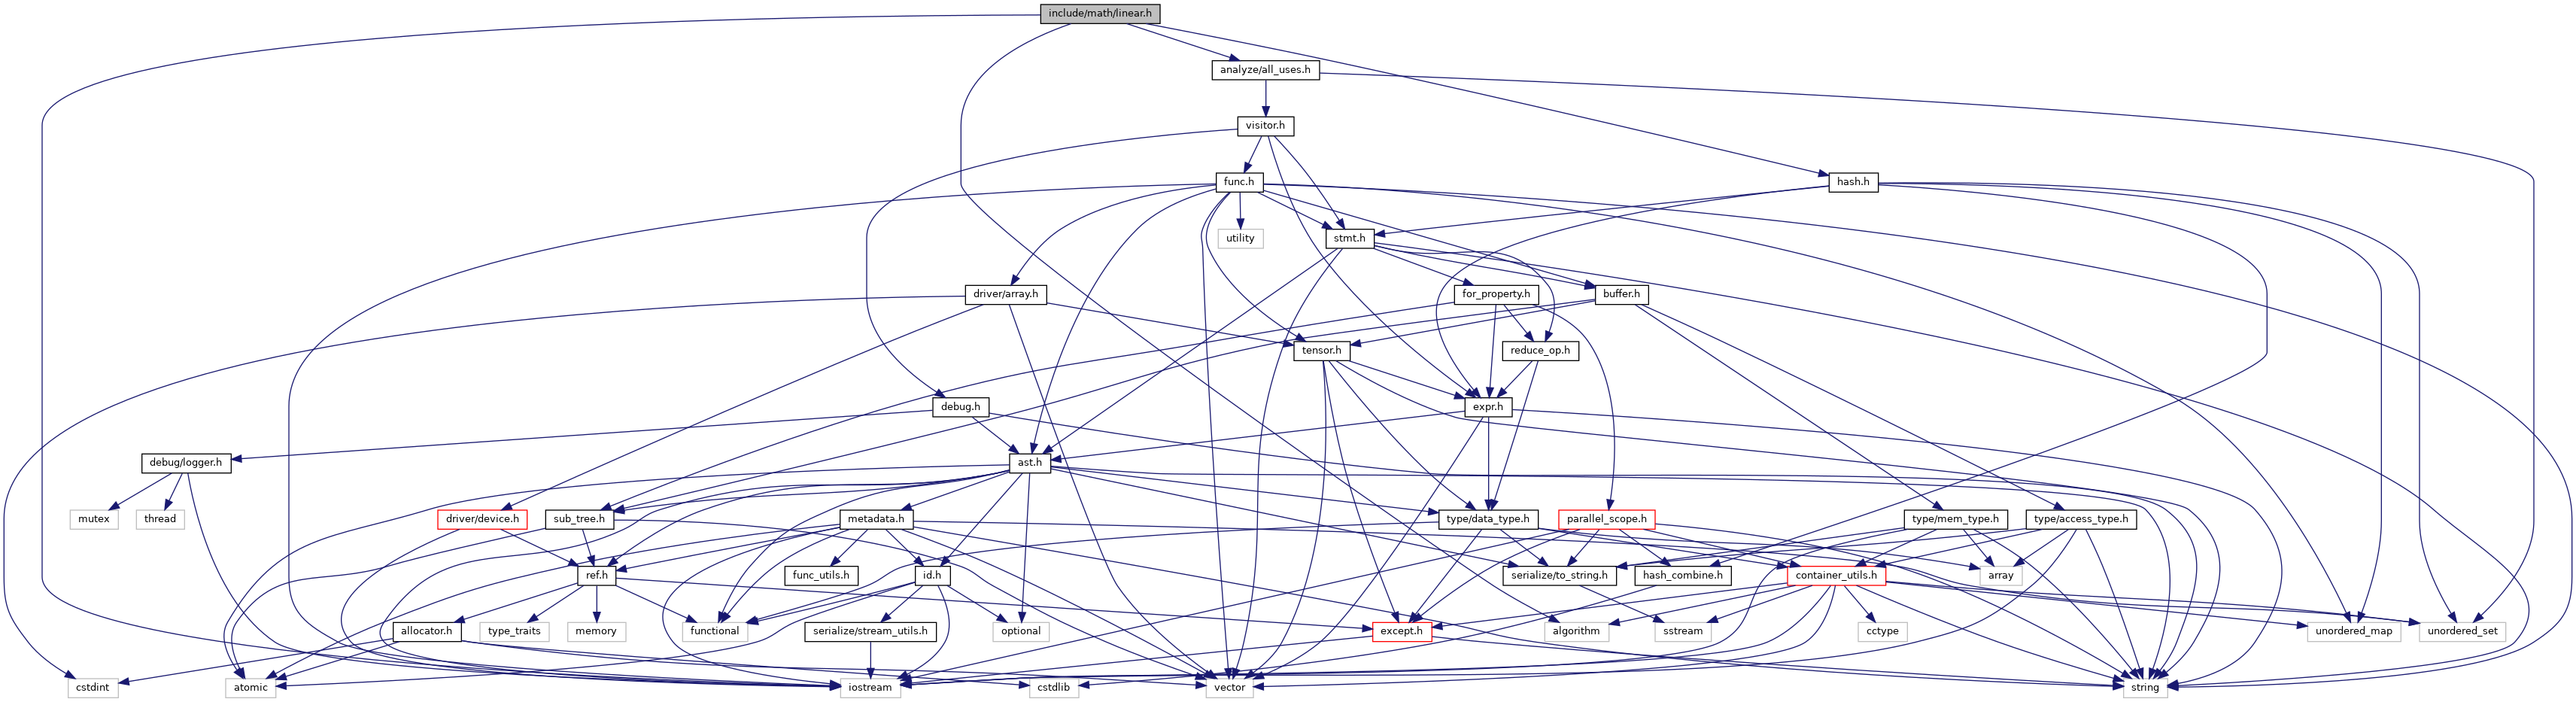 include/math/linear.h
analyze/all_uses.h
visitor.h
func.h
hash.h
utility
stmt.h
driver/array.h
for_property.h
buffer.h
tensor.h
reduce_op.h
debug.h
expr.h
debug/logger.h
ast.h
mutex
thread
driver/device.h
sub_tree.h
metadata.h
type/data_type.h
parallel_scope.h
type/mem_type.h
type/access_type.h
ref.h
func_utils.h
id.h
serialize/to_string.h
hash_combine.h
container_utils.h
array
allocator.h
type_traits
memory
functional
serialize/stream_utils.h
optional
except.h
algorithm
sstream
cctype
unordered_map
unordered_set
cstdint
atomic
iostream
cstdlib
vector
string